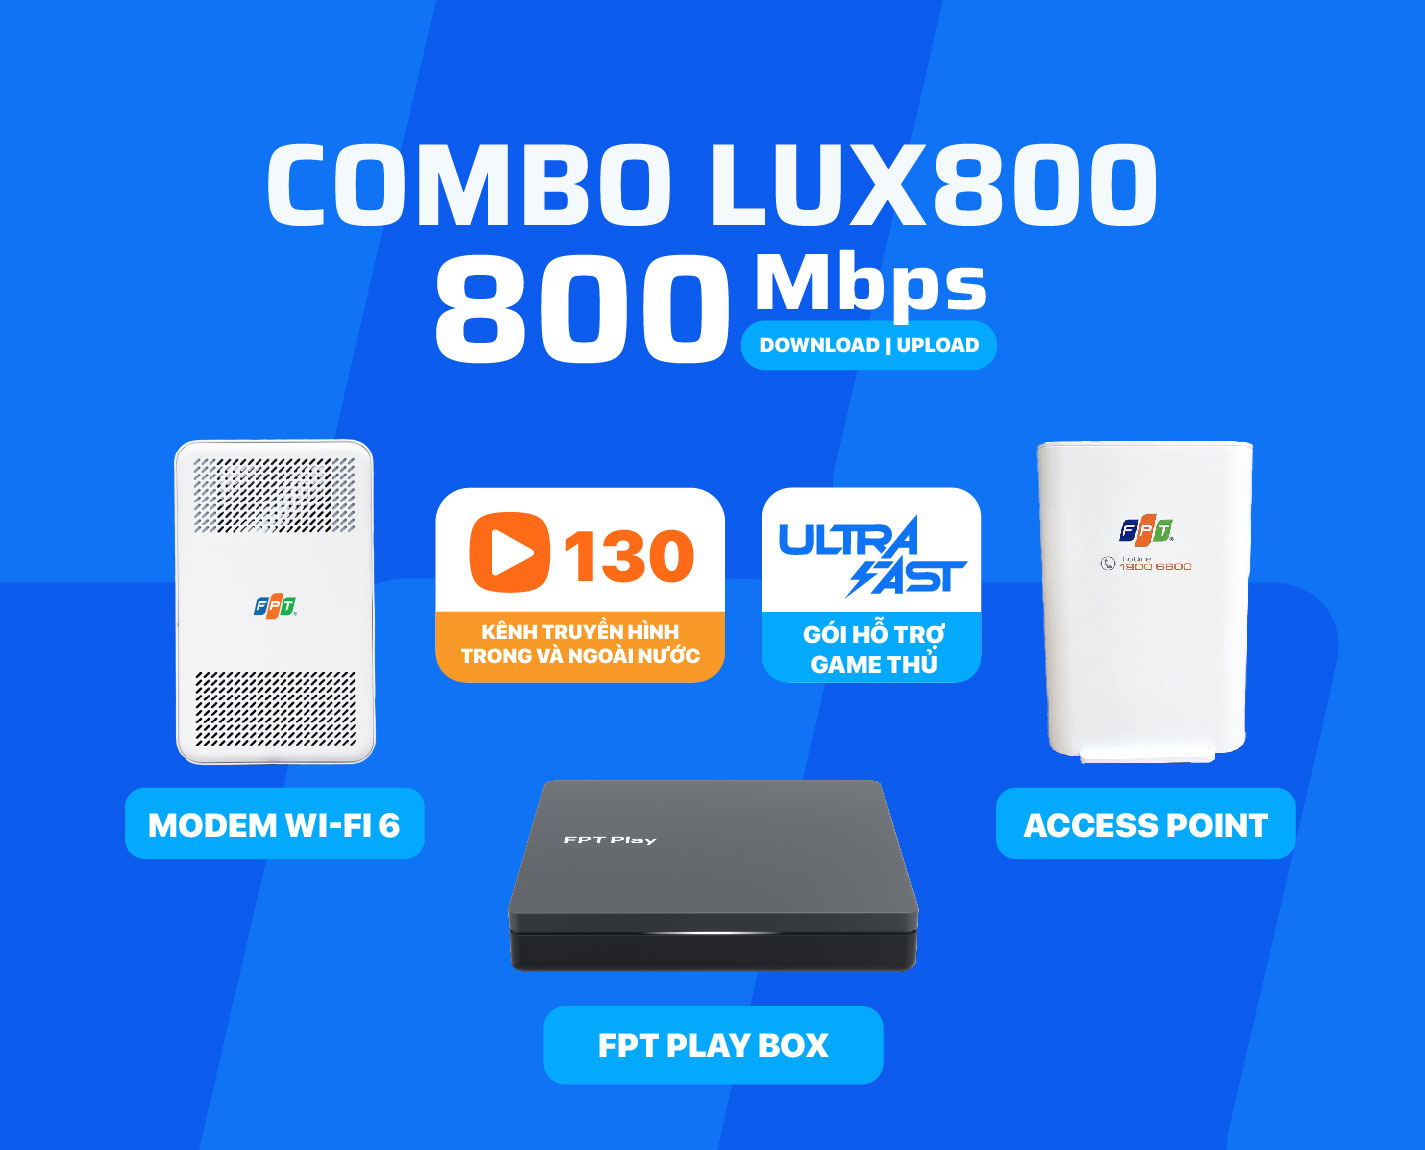 COMBO LUX800
800 Mbps
DOWNLOAD | UPLOAD
130
KÊNH TRUYỀN HÌNH
TRONG VÀ NGOÀI NƯỚC
ULTRA
FAST
GÓI HỖ TRỢ
GAME THỦ
FPT
FPT
hotline
1900 6600
MODEM WI-FI 6
ACCESS POINT
FPT Play
FPT PLAY BOX